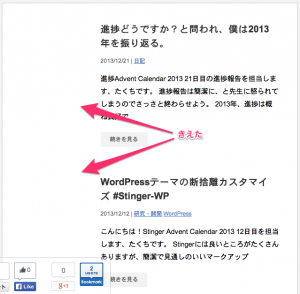 進捗どうですか？と問われ、僕は2013
年を振り返る。
2013/12/21 | 日記
進捗Advent Calendar 2013 21日目の進捗報告を担当しま
す、たくちです。 進捗報告は簡潔に、と先生に怒られて
しまうのでさっさと終わらせよう。 2013年、進捗は概
続きを見る
きえた
WordPressテーマの断捨離カスタマイ
ズ #Stinger-WP
2013/12/12 | 研究・開発 WordPress
こんにちは！Stinger Advent Calendar 2013 12日目を担
当します、たくちです。 Stingerには良いところがたくさ
んありますが、簡潔で見通しのいいマークアップ
続きを見る
0 0 2
USERS
ート Like g+1 Bookmark